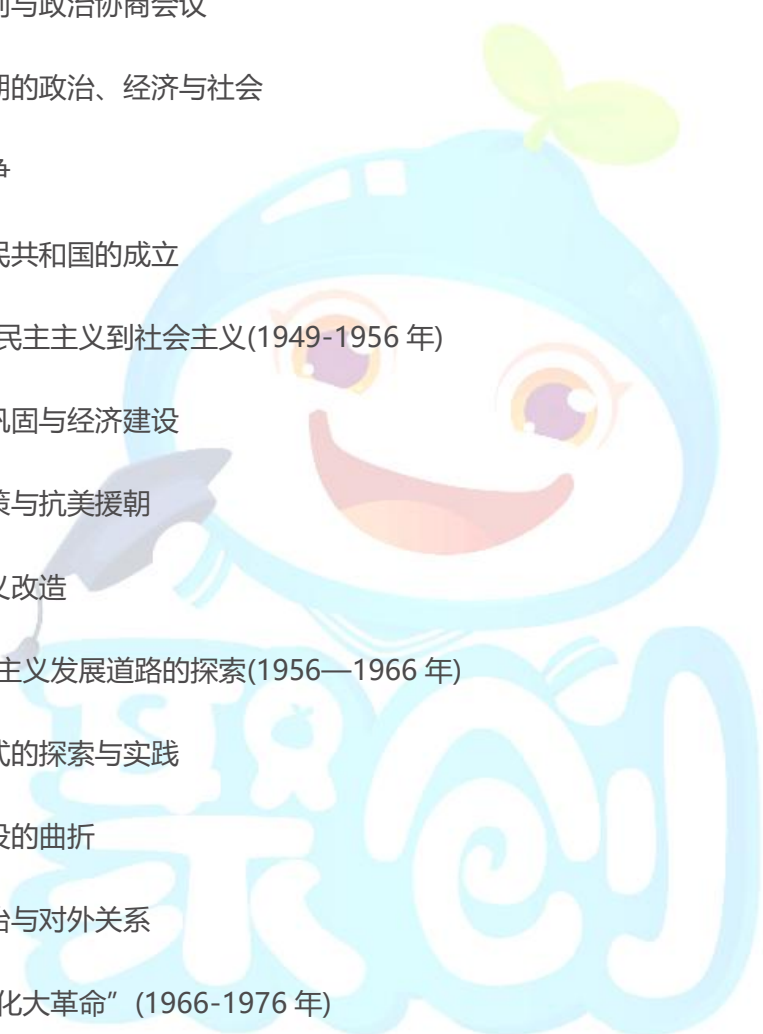 与政治协商会议
期的政治、经济与社会
争
民共和国的成立
民主主义到社会主义(1949-1956 年)
巩固与经济建设
策与抗美援朝
义改造
主义发展道路的探索(1956—1966 年)
式的探索与实践
设的曲折
治与对外关系
化大革命”(1966-1976 年)
聚创